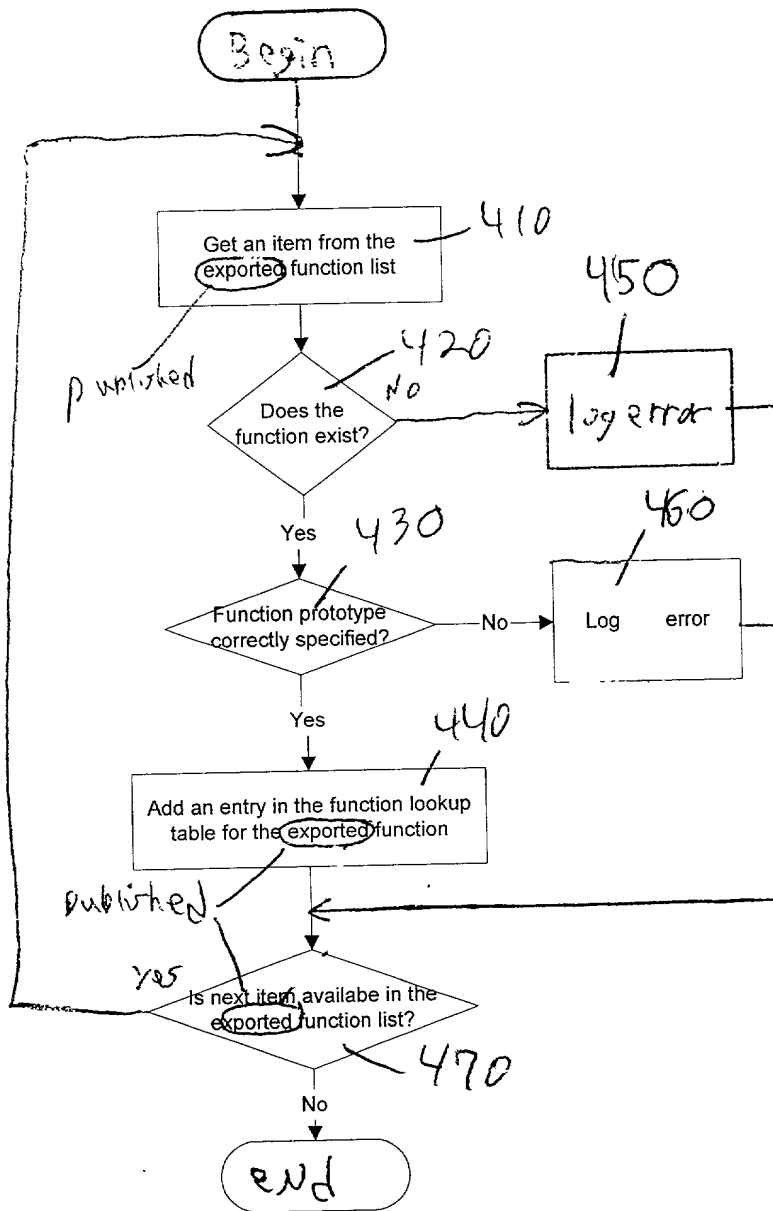 Begin
Get an item from the
exported function list
410
published
420
Does the
function exist?
No
450
log error
Yes
430
Function prototype
correctly specified?
No
460
Log error
Yes
440
Add an entry in the function lookup
table for the exported function
published
Yes
Is next item availabe in the
exported function list?
470
No
end